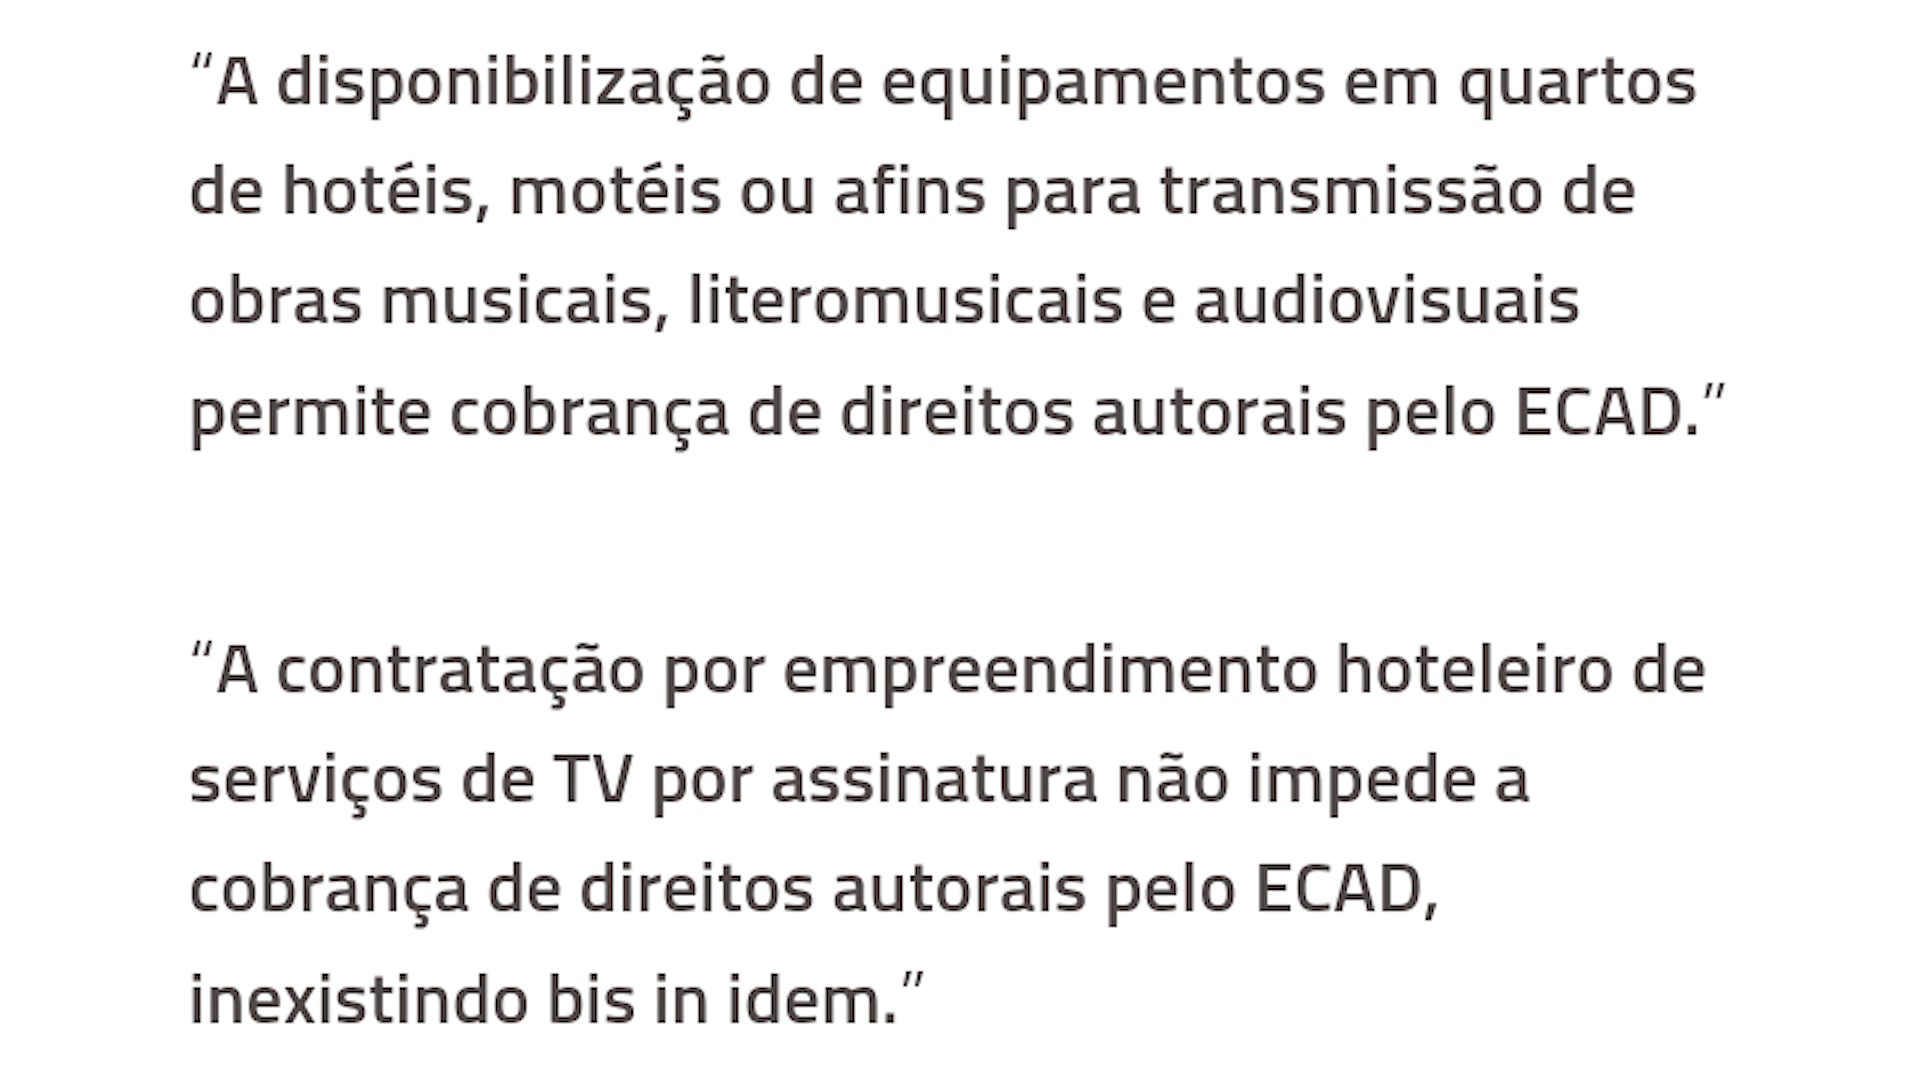 “A disponibilização de equipamentos em quartos
de hotéis, motéis ou afins para transmissão de
obras musicais, literomusicais e audiovisuais
permite cobrança de direitos autorais pelo ECAD.”
“A contratação por empreendimento hoteleiro de
serviços de TV por assinatura não impede a
cobrança de direitos autorais pelo ECAD,
inexistindo bis in idem.”